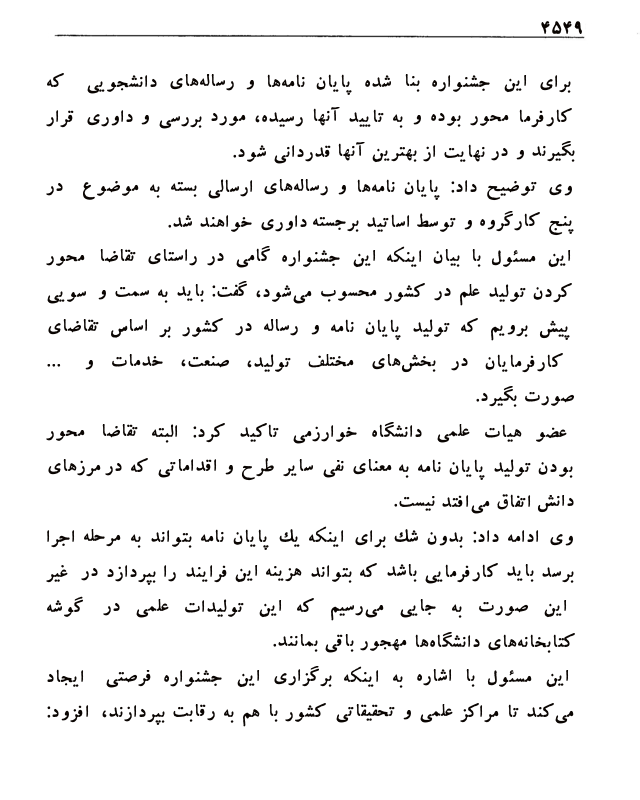 ۴۵۴۹
برای این جشنواره بنا شده پایان نامه‌ها و رساله‌های دانشجویی که
کارفرما محور بوده و به تایید آنها رسیده، مورد بررسی و داوری قرار
بگیرند و در نهایت از بهترین آنها قدردانی شود.
وی توضیح داد: پایان نامه‌ها و رساله‌های ارسالی بسته به موضوع در
پنج کارگروه و توسط اساتید برجسته داوری خواهند شد.
این مسئول با بیان اینکه این جشنواره گامی در راستای تقاضا محور
کردن تولید علم در کشور محسوب می‌شود، گفت: باید به سمت و سویی
پیش برویم که تولید پایان نامه و رساله در کشور بر اساس تقاضای
کارفرمایان در بخش‌های مختلف تولید، صنعت، خدمات و ...
صورت بگیرد.
عضو هیات علمی دانشگاه خوارزمی تاکید کرد: البته تقاضا محور
بودن تولید پایان نامه به معنای نفی سایر طرح و اقداماتی که در مرزهای
دانش اتفاق می‌افتد نیست.
وی ادامه داد: بدون شك برای اینکه يك پایان نامه بتواند به مرحله اجرا
برسد باید کارفرمایی باشد که بتواند هزینه این فرایند را بپردازد در غیر
این صورت به جایی می‌رسیم که این تولیدات علمی در گوشه
کتابخانه‌های دانشگاه‌ها مهجور باقی بمانند.
این مسئول با اشاره به اینکه برگزاری این جشنواره فرصتی ایجاد
می‌کند تا مراکز علمی و تحقیقاتی کشور با هم به رقابت بپردازند، افزود: